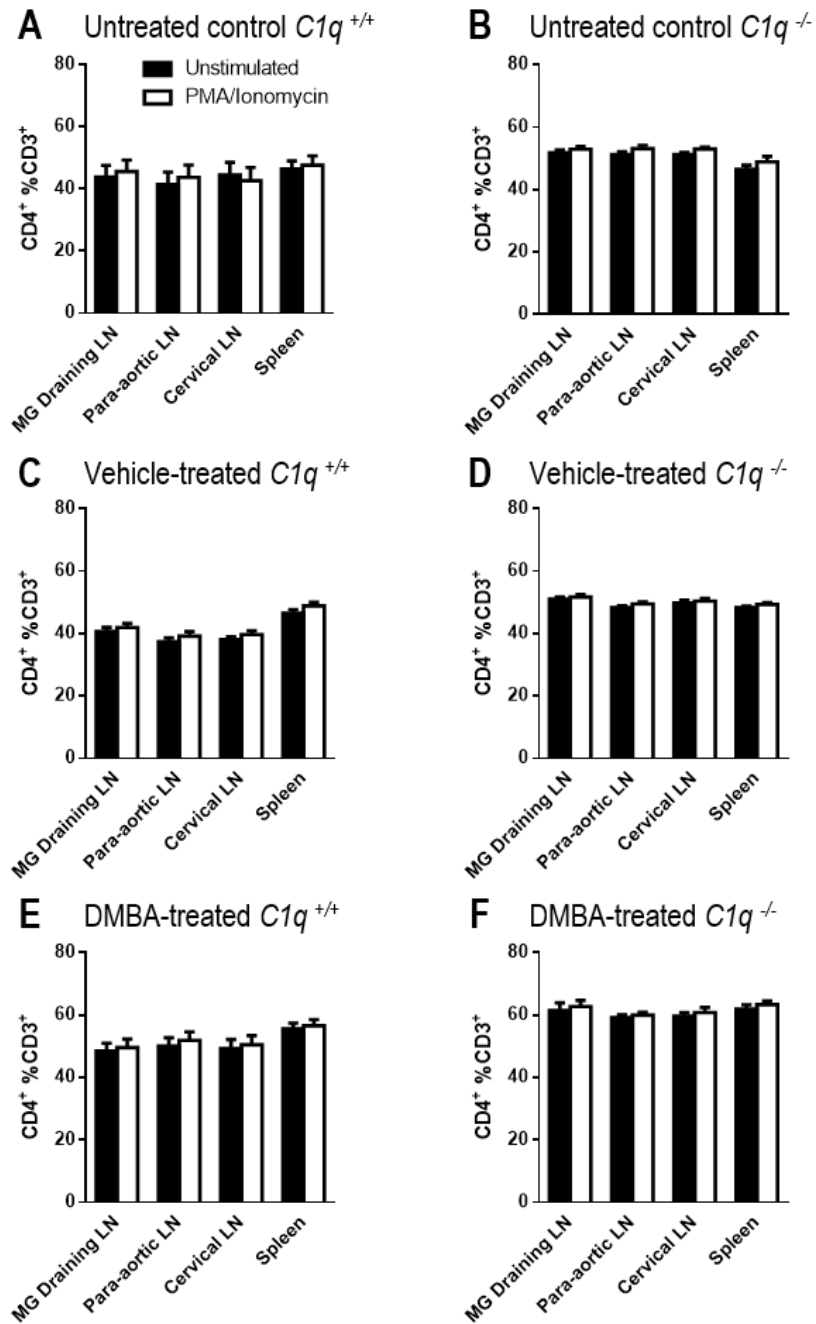 A Untreated control C1q +/+
Unstimulated
PMA/Ionomycin
CD4+ %CD3+
80
60
40
20
0
MG Draining LN
Para-aortic LN
Cervical LN
Spleen
B Untreated control C1q -/-
CD4+ %CD3+
80
60
40
20
0
MG Draining LN
Para-aortic LN
Cervical LN
Spleen
C Vehicle-treated C1q +/+
CD4+ %CD3+
80
60
40
20
0
MG Draining LN
Para-aortic LN
Cervical LN
Spleen
D Vehicle-treated C1q -/-
CD4+ %CD3+
80
60
40
20
0
MG Draining LN
Para-aortic LN
Cervical LN
Spleen
E DMBA-treated C1q +/+
CD4+ %CD3+
80
60
40
20
0
MG Draining LN
Para-aortic LN
Cervical LN
Spleen
F DMBA-treated C1q -/-
CD4+ %CD3+
80
60
40
20
0
MG Draining LN
Para-aortic LN
Cervical LN
Spleen